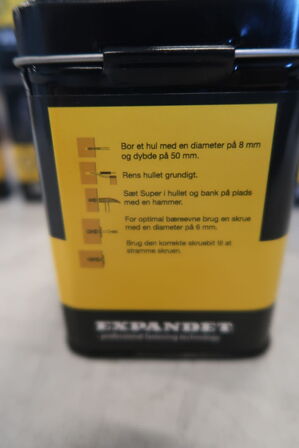 Bor et hul med en diameter på 8 mm
og dybde på 50 mm.
Rens hullet grundigt.
Sæt Super i hullet og bank på plads
med en hammer.
For optimal bæreevne brug en skrue
med en diameter på 6 mm.
Brug den korrekte skruebit til at
stramme skruen.
EXPANDET
professional fastening technology